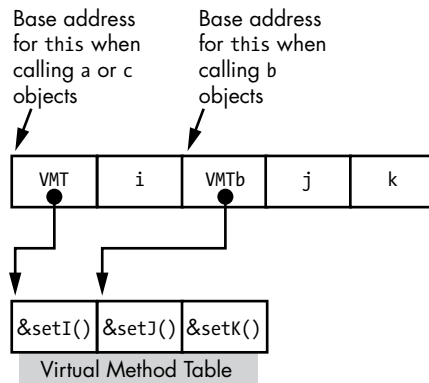 Base address
for this when
calling a or c
objects
Base address
for this when
calling b
objects
VMT i VMTb j k
&setI() &setJ() &setK()
Virtual Method Table